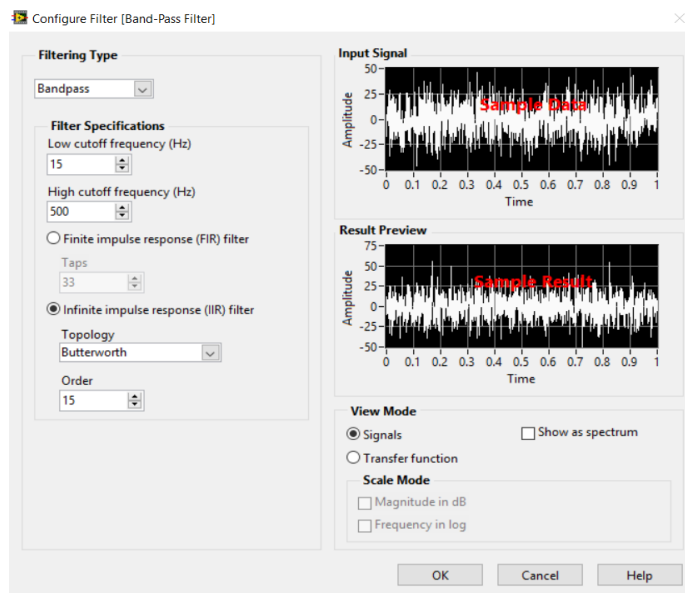 Configure Filter [Band-Pass Filter]
Filtering Type
Bandpass
Filter Specifications
Low cutoff frequency (Hz)
15
High cutoff frequency (Hz)
500
Finite impulse response (FIR) filter
Taps
33
Infinite impulse response (IIR) filter
Topology
Butterworth
Order
15
Input Signal
Amplitude
50
25
0
-25
-50
Sample Data
0 0.1 0.2 0.3 0.4 0.5 0.6 0.7 0.8 0.9 1
Time
Result Preview
Amplitude
75
50
25
0
-25
-50
Sample Result
0 0.1 0.2 0.3 0.4 0.5 0.6 0.7 0.8 0.9 1
Time
View Mode
Signals
Show as spectrum
Transfer function
Scale Mode
Magnitude in dB
Frequency in log
OK Cancel Help